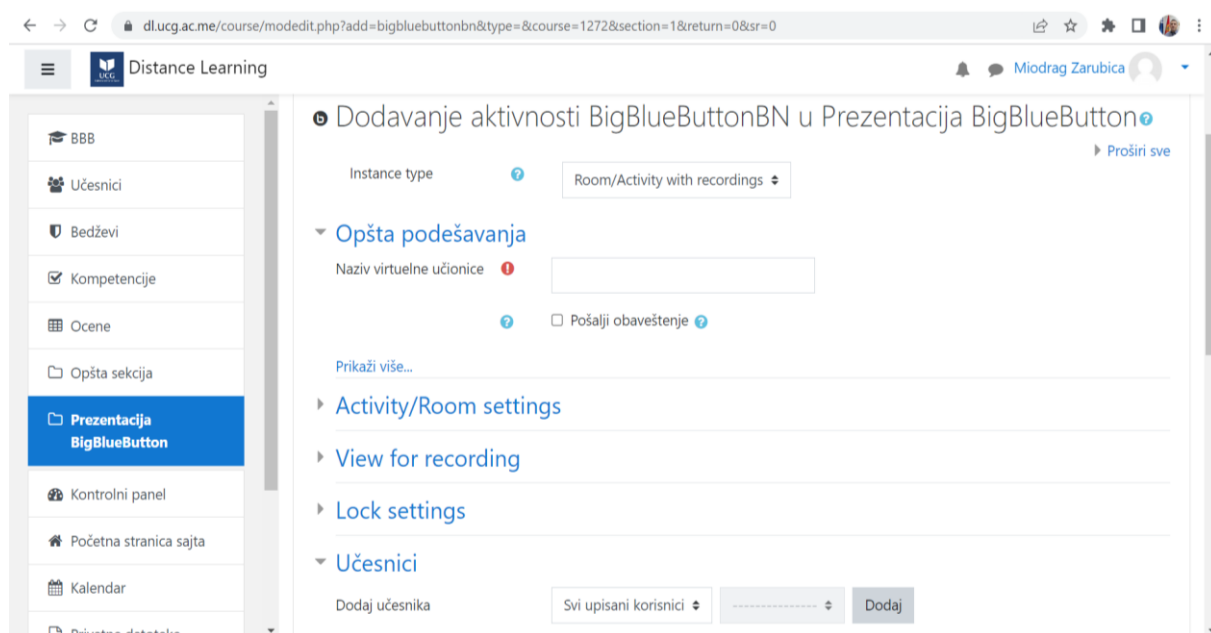 dl.ucg.ac.me/course/modedit.php?add=bigbluebuttonbn&type=&course=1272&section=1&return=0&sr=0
UCG
Distance Learning
Miodrag Zarubica
BBB
Učesnici
Bedževi
Kompetencije
Ocene
Opšta sekcija
Prezentacija
BigBlueButton
Kontrolni panel
Početna stranica sajta
Kalendar
Dodavanje aktivnosti BigBlueButtonBN u Prezentacija BigBlueButton
Proširi sve
Instance type
Room/Activity with recordings
Opšta podešavanja
Naziv virtuelne učionice
Pošalji obaveštenje
Prikaži više...
Activity/Room settings
View for recording
Lock settings
Učesnici
Dodaj učesnika
Svi upisani korisnici
---------------
Dodaj